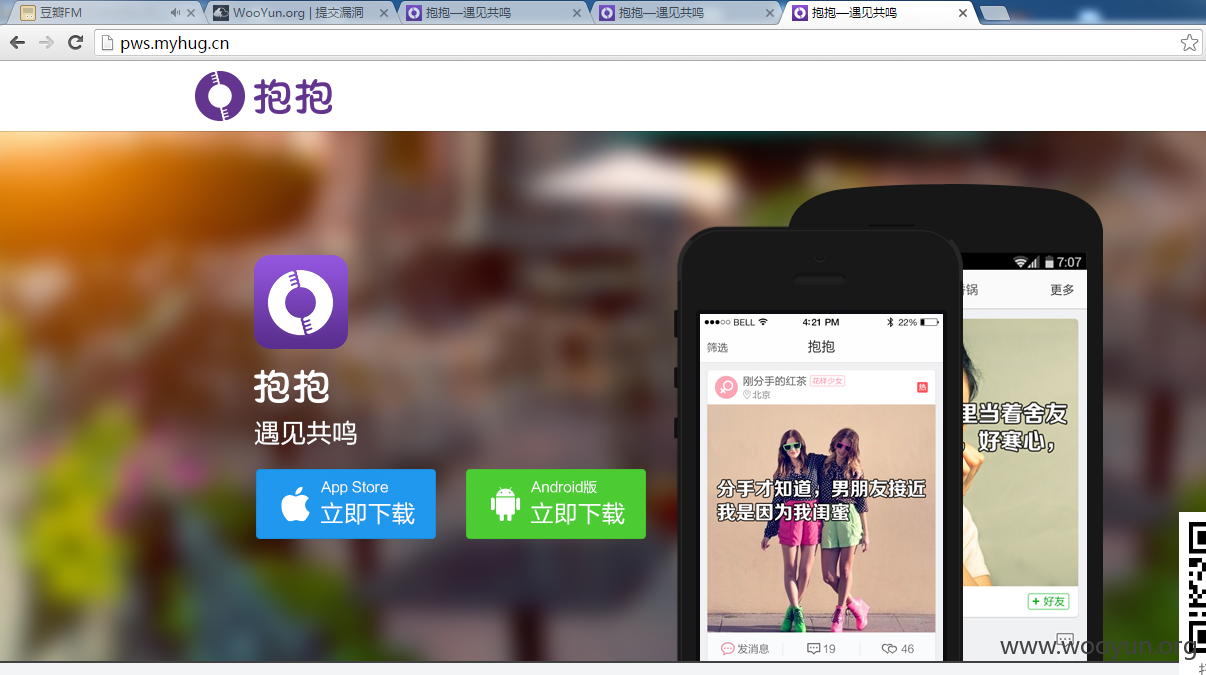 豆瓣FM
WooYun.org | 提交漏洞
抱抱—遇见共鸣
抱抱—遇见共鸣
抱抱—遇见共鸣
pws.myhug.cn
抱抱
抱抱
遇见共鸣
App Store
立即下载
Android版
立即下载
7:07
锅
更多
BELL
4:21 PM
22%
筛选
抱抱
刚分手的红茶 花样少女
热
北京
分手才知道，男朋友接近
我是因为我闺蜜
里当着舍友
，好寒心，
+ 好友
发消息
19
46
www.wooyun.org